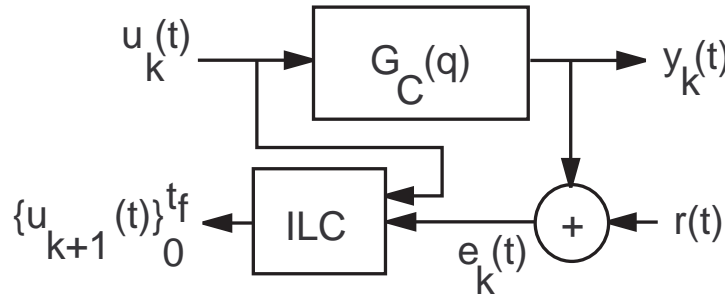 u_k(t)
G_C(q)
y_k(t)
{u_{k+1}(t)}_0^{t_f}
ILC
+
r(t)
e_k(t)